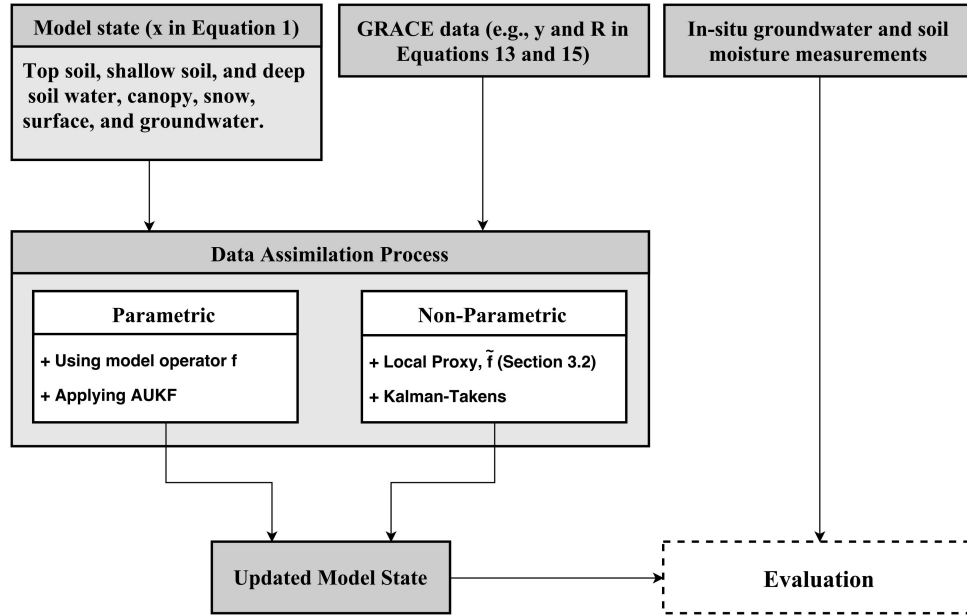 Model state (x in Equation 1)
Top soil, shallow soil, and deep
soil water, canopy, snow,
surface, and groundwater.
GRACE data (e.g., y and R in
Equations 13 and 15)
In-situ groundwater and soil
moisture measurements
Data Assimilation Process
Parametric
+ Using model operator f
+ Applying AUKF
Non-Parametric
+ Local Proxy, f̃ (Section 3.2)
+ Kalman-Takens
Updated Model State
Evaluation